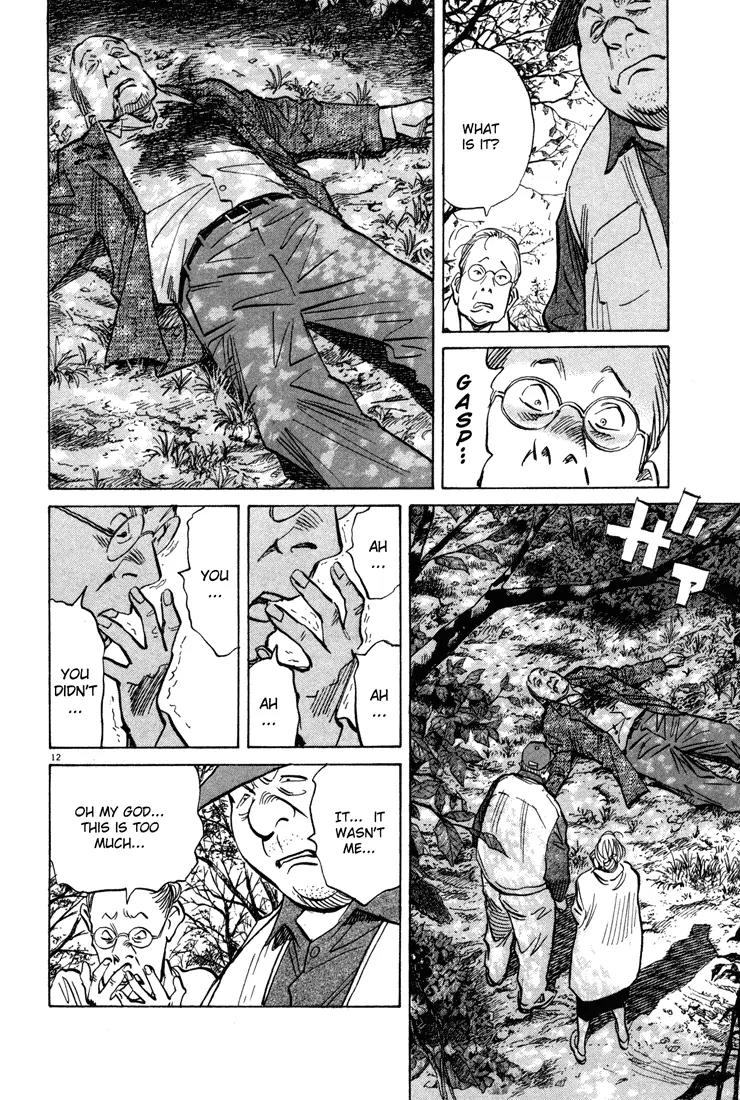 WHAT
IS IT?
GASP...
AH
...
AH
...
AH
...
YOU
...
YOU
DIDN'T
...
12
IT... IT
WASN'T
ME...
OH MY GOD...
THIS IS TOO
MUCH...